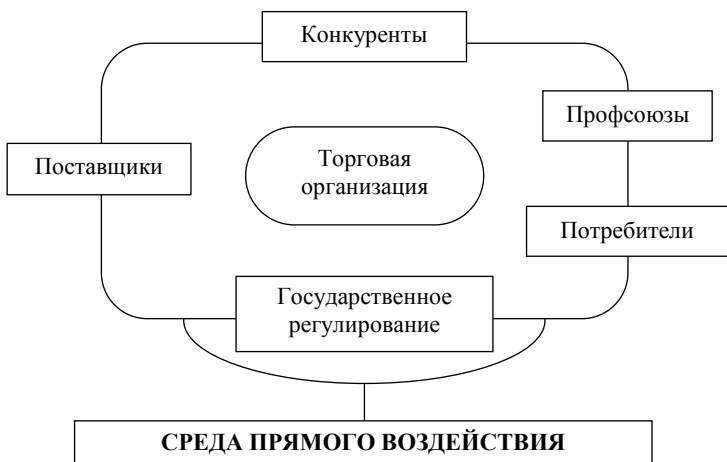 Конкуренты
Профсоюзы
Поставщики
Торговая
организация
Потребители
Государственное
регулирование
СРЕДА ПРЯМОГО ВОЗДЕЙСТВИЯ